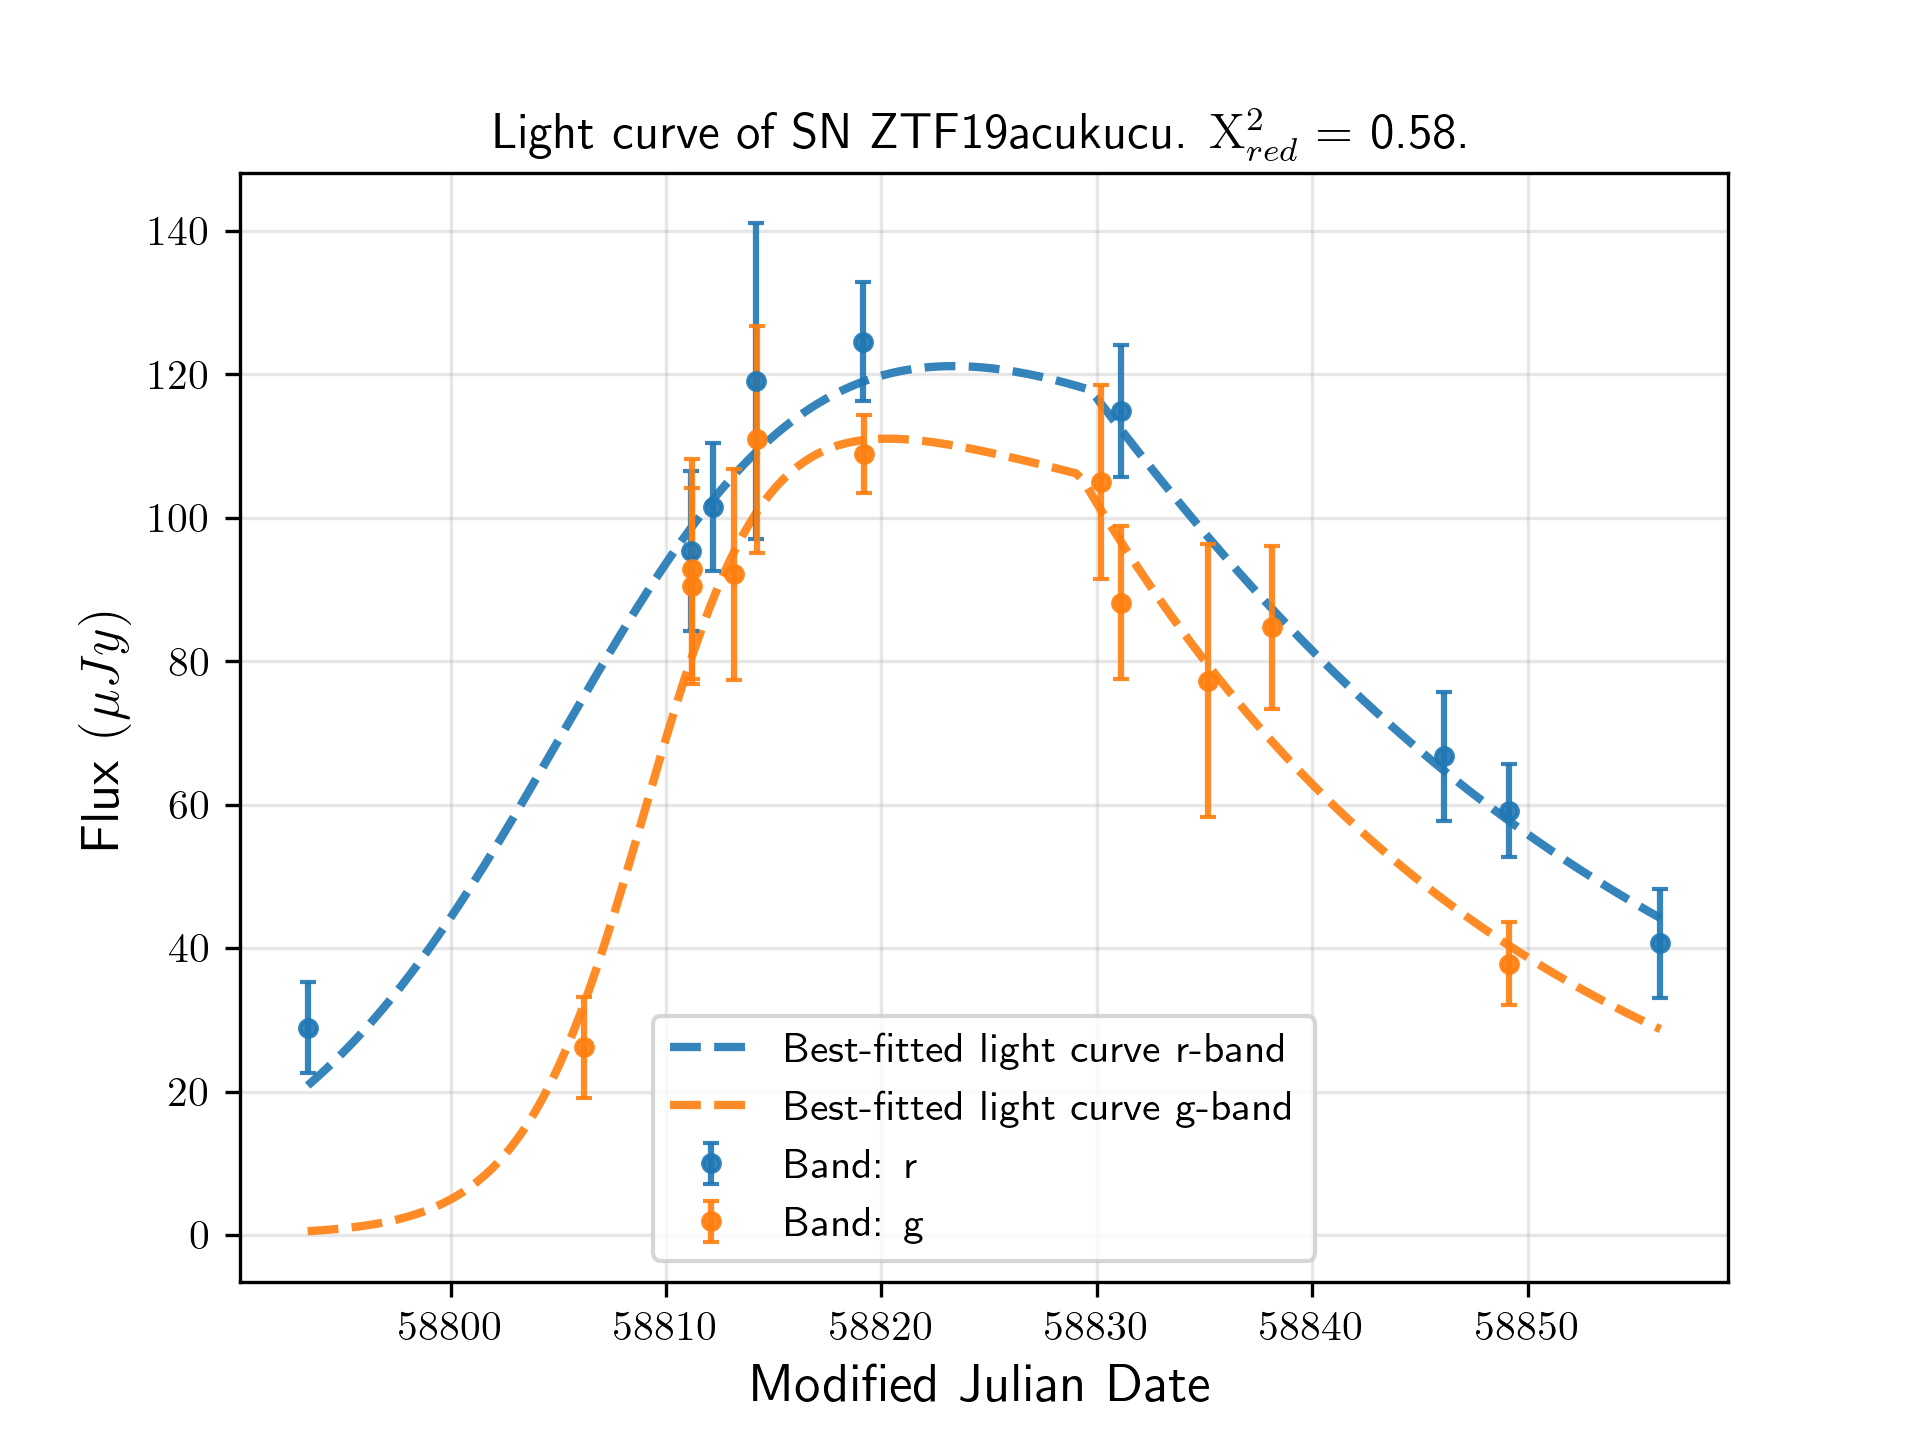 Light curve of SN ZTF19acukucu. X²_red = 0.58.
140
120
100
80
60
40
20
0
Flux (μJy)
Best-fitted light curve r-band
Best-fitted light curve g-band
Band: r
Band: g
58800 58810 58820 58830 58840 58850
Modified Julian Date